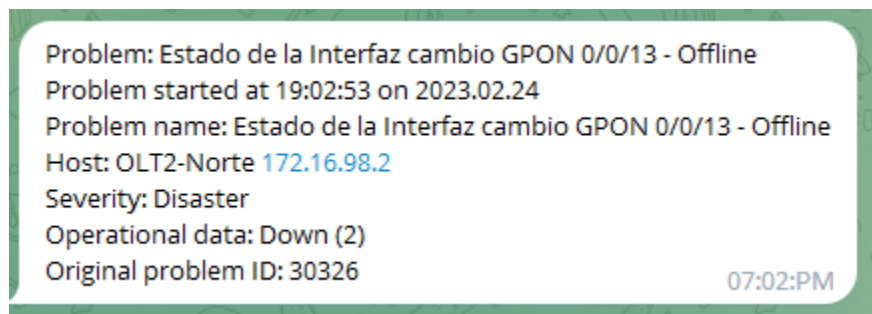 Problem: Estado de la Interfaz cambio GPON 0/0/13 - Offline
Problem started at 19:02:53 on 2023.02.24
Problem name: Estado de la Interfaz cambio GPON 0/0/13 - Offline
Host: OLT2-Norte 172.16.98.2
Severity: Disaster
Operational data: Down (2)
Original problem ID: 30326
07:02:PM